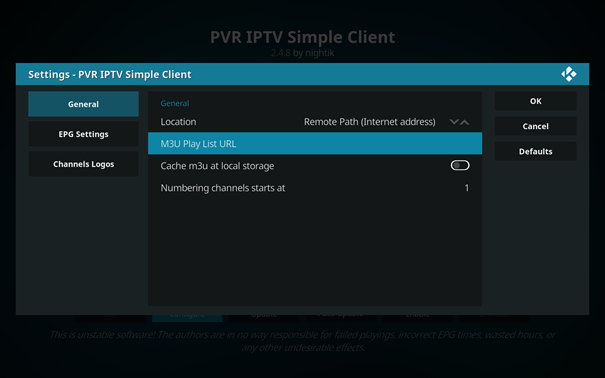 PVR IPTV Simple Client
2.4.8 by nightik
Settings - PVR IPTV Simple Client
General
EPG Settings
Channels Logos
General
Location Remote Path (Internet address)
M3U Play List URL
Cache m3u at local storage
Numbering channels starts at 1
OK
Cancel
Defaults
This is unstable software! The authors are in no way responsible for failed playings, incorrect EPG times, wasted hours, or
any other undesirable effects.